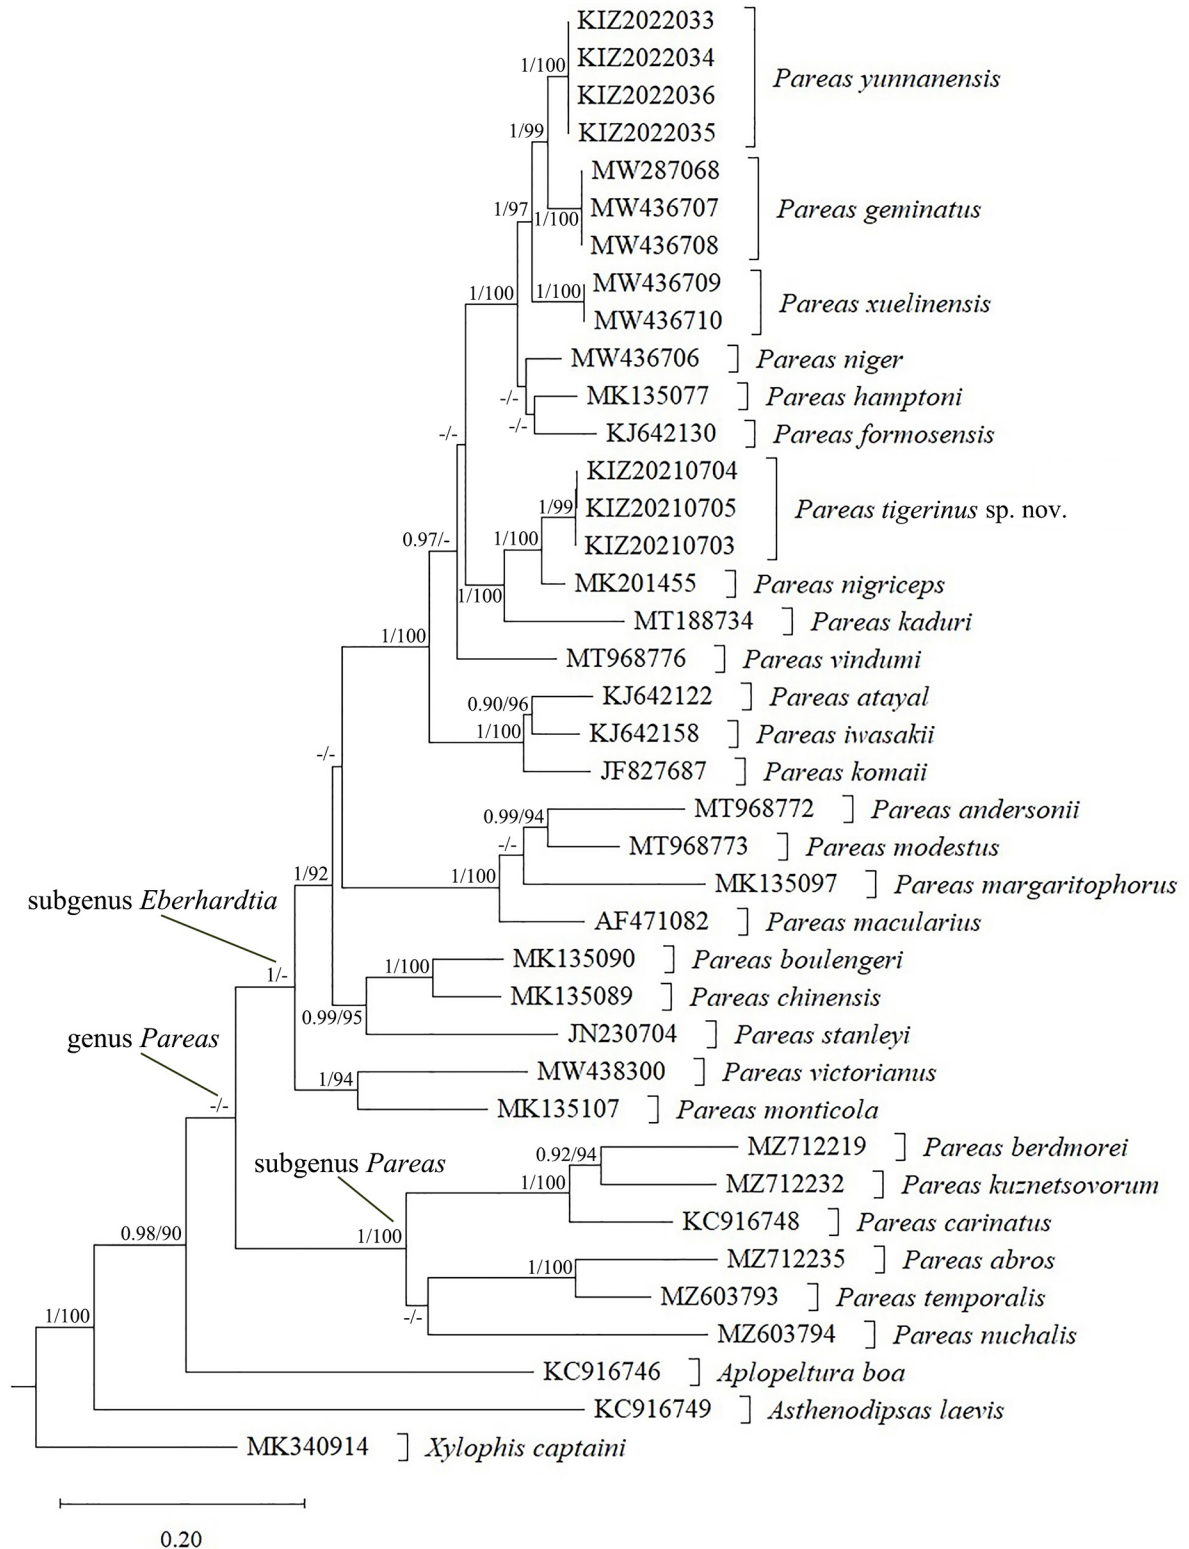 KIZ2022033
KIZ2022034
1/100
Pareas yunnanensis
KIZ2022036
1/99
KIZ2022035
MW287068
1/97
MW436707
Pareas geminatus
1/100
MW436708
MW436709
1/100
1/100
Pareas xuelinensis
MW436710
MW436706
Pareas niger
-/-
MK135077
Pareas hamptoni
-/-
KJ642130
Pareas formosensis
-/-
KIZ20210704
1/99
KIZ20210705
Pareas tigerinus sp. nov.
0.97/-
1/100
KIZ20210703
MK201455
Pareas nigriceps
1/100
MT188734
Pareas kaduri
1/100
MT968776
Pareas vindumi
0.90/96
KJ642122
Pareas atayal
1/100
KJ642158
Pareas iwasakii
-/-
JF827687
Pareas komaii
0.99/94
MT968772
Pareas andersonii
-/-
MT968773
Pareas modestus
1/92
1/100
MK135097
Pareas margaritophorus
subgenus Eberhardtia
AF471082
Pareas macularius
1/-
1/100
MK135090
Pareas boulengeri
MK135089
Pareas chinensis
0.99/95
genus Pareas
JN230704
Pareas stanleyi
1/94
MW438300
Pareas victorianus
-/-
MK135107
Pareas monticola
0.92/94
MZ712219
Pareas berdmorei
subgenus Pareas
1/100
MZ712232
Pareas kuznetsovorum
0.98/90
1/100
KC916748
Pareas carinatus
1/100
MZ712235
Pareas abros
MZ603793
Pareas temporalis
1/100
-/-
MZ603794
Pareas nuchalis
KC916746
Aplopeltura boa
KC916749
Asthenodipsas laevis
MK340914
Xylophis captaini
0.20